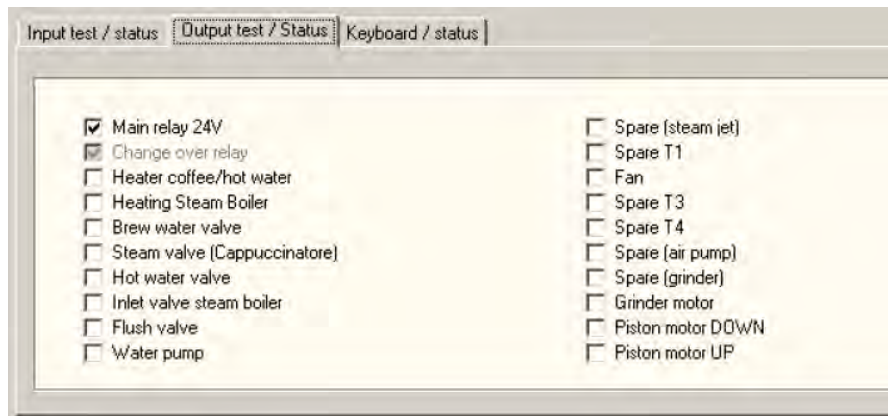 Input test / status
Output test / Status
Keyboard / status
Main relay 24V
Change over relay
Heater coffee/hot water
Heating Steam Boiler
Brew water valve
Steam valve (Cappuccinatore)
Hot water valve
Inlet valve steam boiler
Flush valve
Water pump
Spare (steam jet)
Spare T1
Fan
Spare T3
Spare T4
Spare (air pump)
Spare (grinder)
Grinder motor
Piston motor DOWN
Piston motor UP